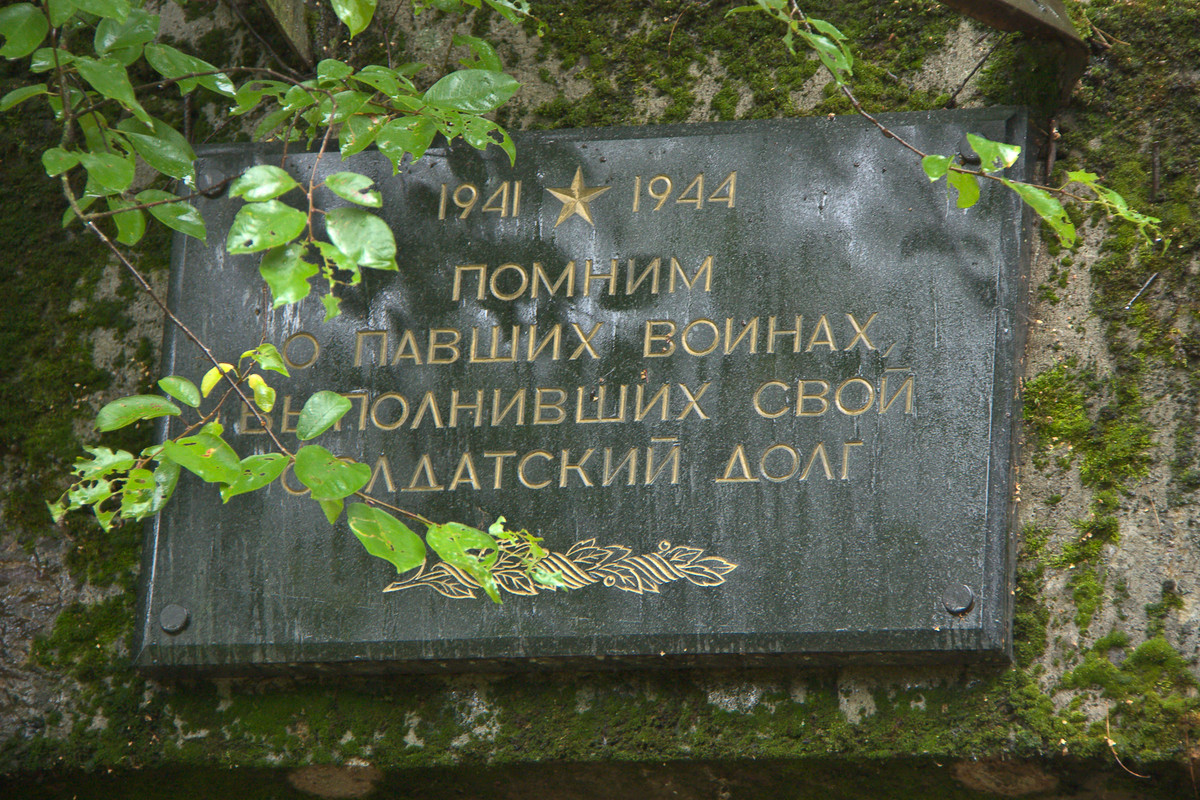 1941 1944
ПОМНИМ
О ПАВШИХ ВОИНАХ,
ВЫПОЛНИВШИХ СВОЙ
СОЛДАТСКИЙ ДОЛГ